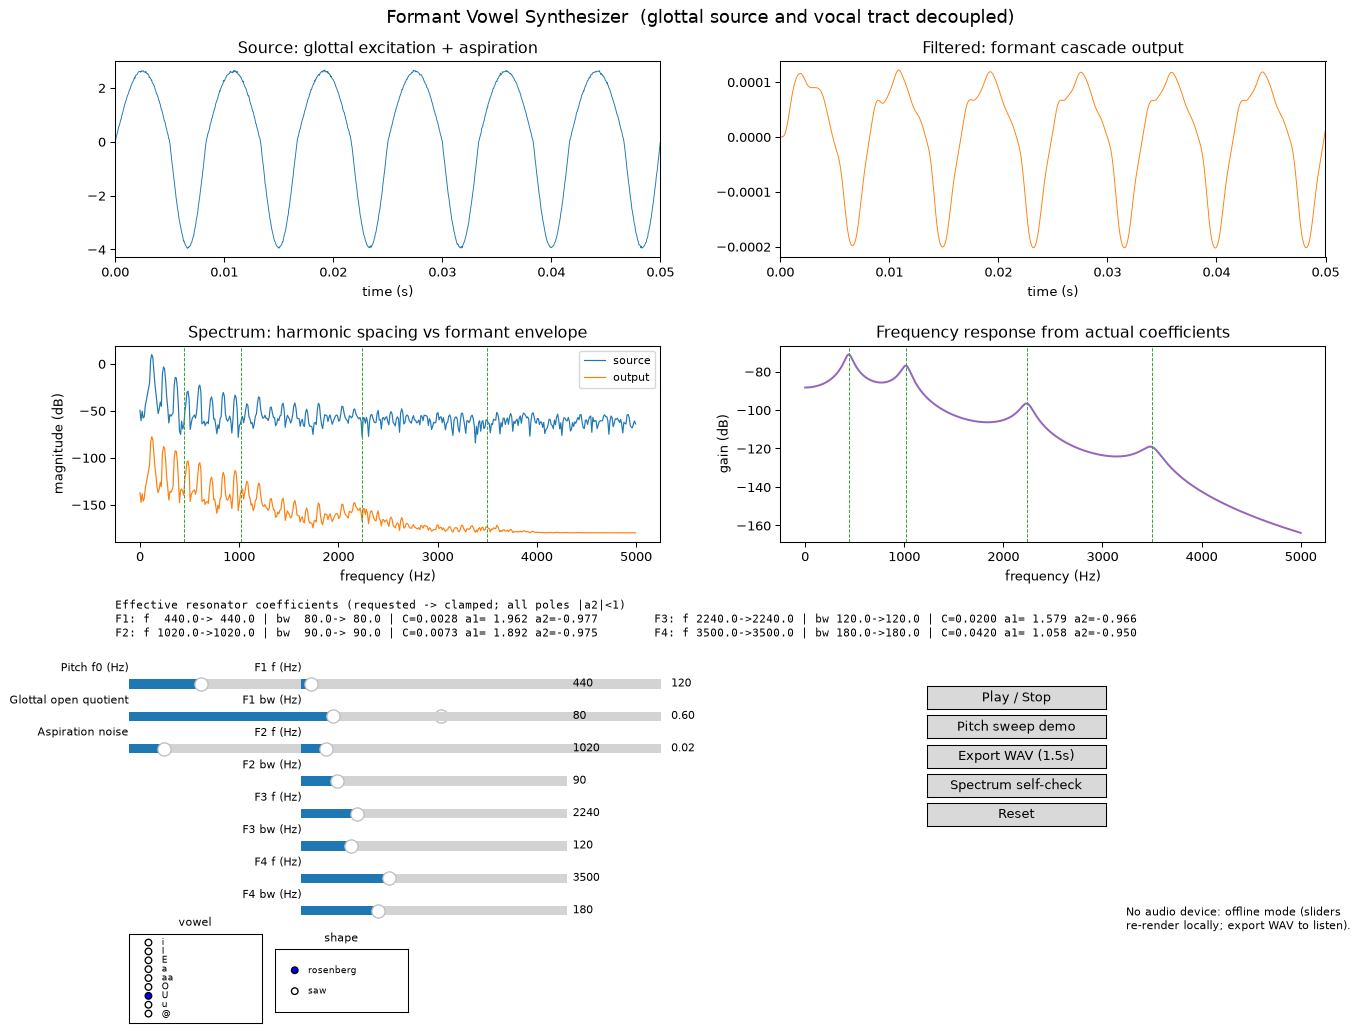 Formant Vowel Synthesizer  (glottal source and vocal tract decoupled)
Source: glottal excitation + aspiration
2
0
−2
−4
0.00 0.01 0.02 0.03 0.04 0.05
time (s)
Filtered: formant cascade output
0.0001
0.0000
−0.0001
−0.0002
0.00 0.01 0.02 0.03 0.04 0.05
time (s)
Spectrum: harmonic spacing vs formant envelope
source
output
magnitude (dB)
0
−50
−100
−150
0 1000 2000 3000 4000 5000
frequency (Hz)
Frequency response from actual coefficients
gain (dB)
−80
−100
−120
−140
−160
0 1000 2000 3000 4000 5000
frequency (Hz)
Effective resonator coefficients (requested -> clamped; all poles |a2|<1)
F1: f  440.0-> 440.0 | bw  80.0-> 80.0 | C=0.0028 a1= 1.962 a2=-0.977 F3: f 2240.0->2240.0 | bw 120.0->120.0 | C=0.0200 a1= 1.579 a2=-0.966
F2: f 1020.0->1020.0 | bw  90.0-> 90.0 | C=0.0073 a1= 1.892 a2=-0.975 F4: f 3500.0->3500.0 | bw 180.0->180.0 | C=0.0420 a1= 1.058 a2=-0.950
Pitch f0 (Hz) F1 f (Hz) 440 120
Glottal open quotient F1 bw (Hz) 80 0.60
Aspiration noise F2 f (Hz) 1020 0.02
F2 bw (Hz) 90
F3 f (Hz) 2240
F3 bw (Hz) 120
F4 f (Hz) 3500
F4 bw (Hz) 180
Play / Stop
Pitch sweep demo
Export WAV (1.5s)
Spectrum self-check
Reset
No audio device: offline mode (sliders
re-render locally; export WAV to listen).
vowel
i
I
E
a
aa
O
U
u
@
shape
rosenberg
saw